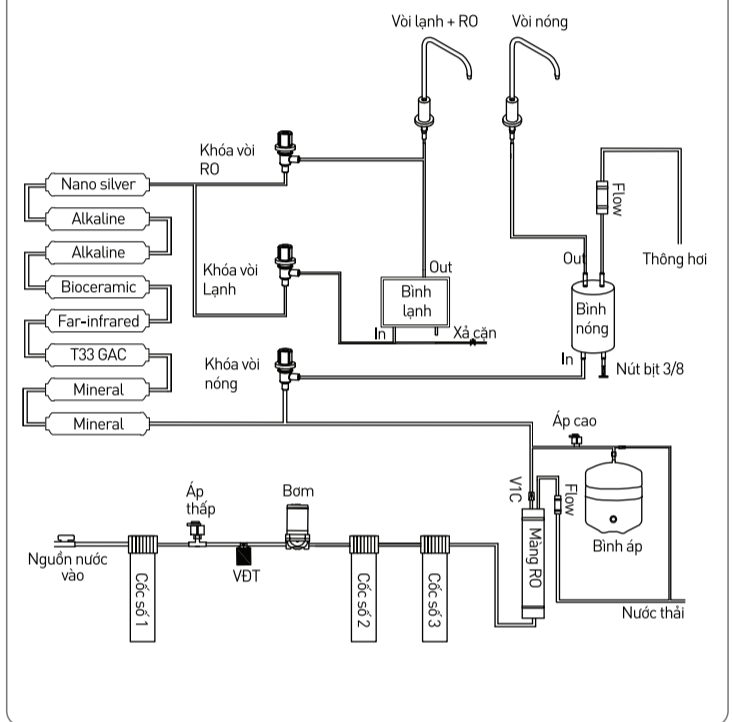 Vòi lạnh + RO
Vòi nóng
Khóa vòi
RO
Nano silver
Alkaline
Alkaline
Bioceramic
Far-infrared
T33 GAC
Mineral
Mineral
Khóa vòi
Lạnh
Khóa vòi
nóng
Out
Bình
lạnh
In
Xả cặn
Flow
Out
Thông hơi
Bình
nóng
In
Nút bịt 3/8
Áp cao
V1C
Flow
Bình áp
Màng RO
Nước thải
Áp
thấp
Bơm
Nguồn nước
vào
VĐT
Cốc số 1
Cốc số 2
Cốc số 3